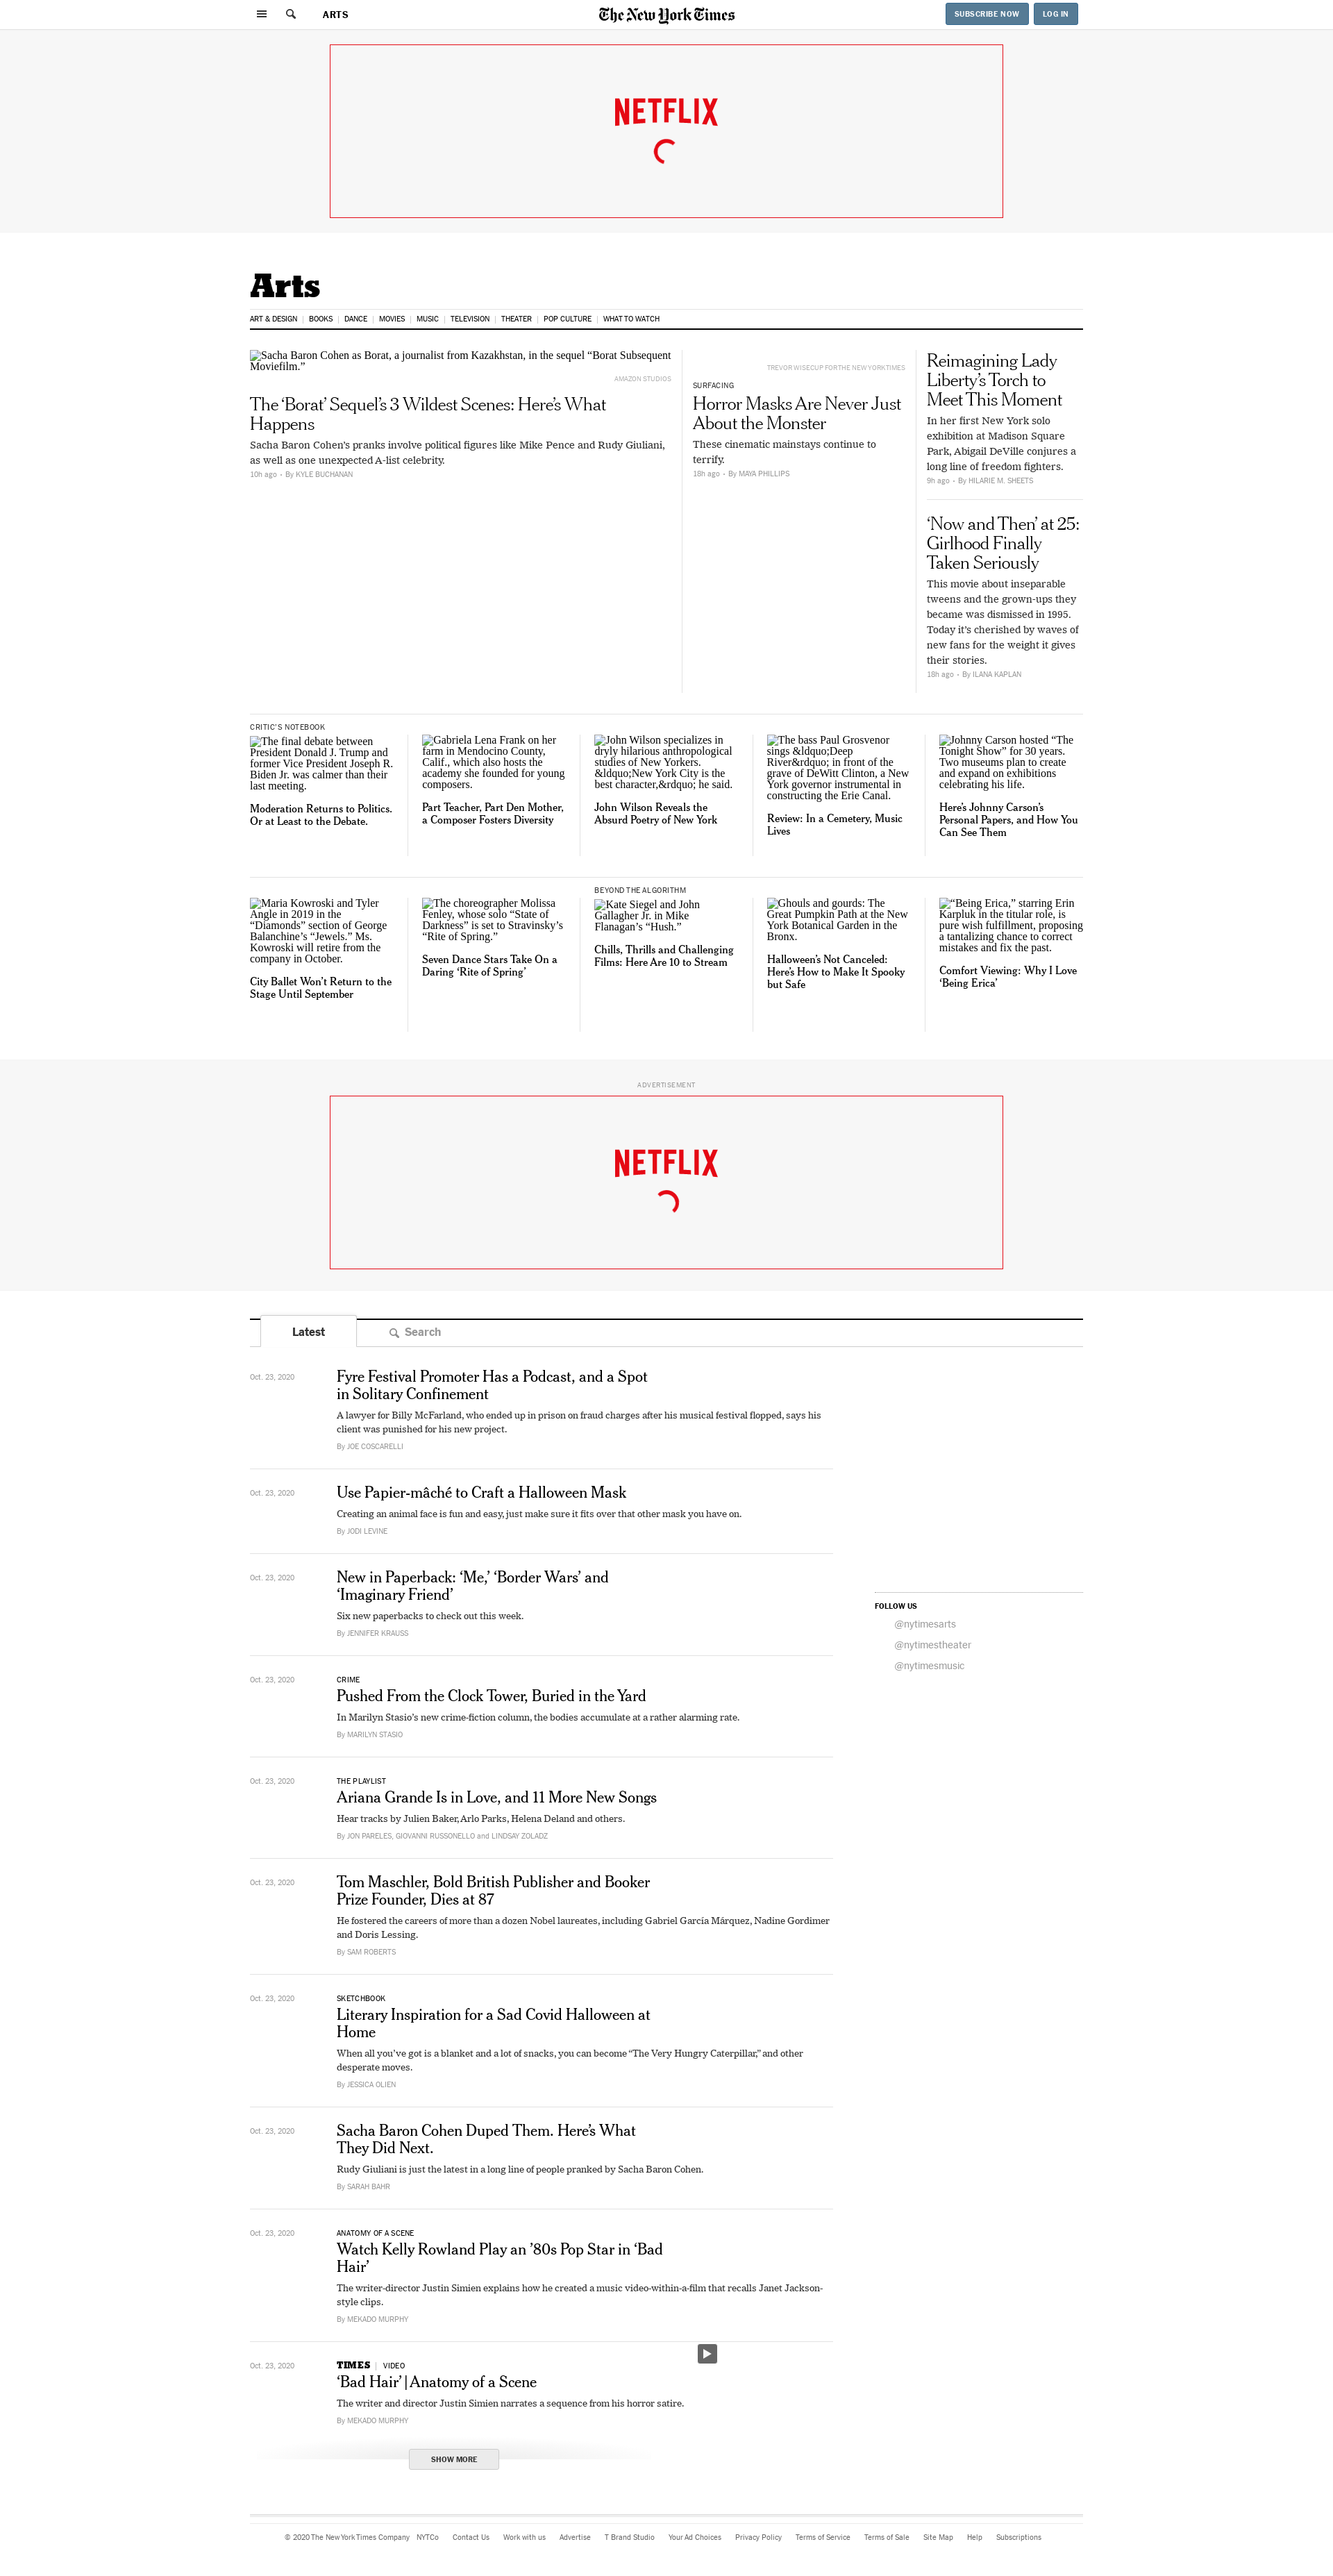 ARTS
The New York Times
SUBSCRIBE NOW
LOG IN
NETFLIX
Arts
ART & DESIGN
BOOKS
DANCE
MOVIES
MUSIC
TELEVISION
THEATER
POP CULTURE
WHAT TO WATCH
Sacha Baron Cohen as Borat, a journalist from Kazakhstan, in the sequel “Borat Subsequent
Moviefilm.”
AMAZON STUDIOS
The ‘Borat’ Sequel’s 3 Wildest Scenes: Here’s What
Happens
Sacha Baron Cohen’s pranks involve political figures like Mike Pence and Rudy Giuliani,
as well as one unexpected A-list celebrity.
10h ago • By KYLE BUCHANAN
TREVOR WISECUP FOR THE NEW YORK TIMES
SURFACING
Horror Masks Are Never Just
About the Monster
These cinematic mainstays continue to
terrify.
18h ago • By MAYA PHILLIPS
Reimagining Lady
Liberty’s Torch to
Meet This Moment
In her first New York solo
exhibition at Madison Square
Park, Abigail DeVille conjures a
long line of freedom fighters.
9h ago • By HILARIE M. SHEETS
‘Now and Then’ at 25:
Girlhood Finally
Taken Seriously
This movie about inseparable
tweens and the grown-ups they
became was dismissed in 1995.
Today it’s cherished by waves of
new fans for the weight it gives
their stories.
18h ago • By ILANA KAPLAN
CRITIC’S NOTEBOOK
The final debate between
President Donald J. Trump and
former Vice President Joseph R.
Biden Jr. was calmer than their
last meeting.
Moderation Returns to Politics.
Or at Least to the Debate.
Gabriela Lena Frank on her
farm in Mendocino County,
Calif., which also hosts the
academy she founded for young
composers.
Part Teacher, Part Den Mother,
a Composer Fosters Diversity
John Wilson specializes in
dryly hilarious anthropological
studies of New Yorkers.
&ldquo;New York City is the
best character,&rdquo; he said.
John Wilson Reveals the
Absurd Poetry of New York
The bass Paul Grosvenor
sings &ldquo;Deep
River&rdquo; in front of the
grave of DeWitt Clinton, a New
York governor instrumental in
constructing the Erie Canal.
Review: In a Cemetery, Music
Lives
Johnny Carson hosted “The
Tonight Show” for 30 years.
Two museums plan to create
and expand on exhibitions
celebrating his life.
Here’s Johnny Carson’s
Personal Papers, and How You
Can See Them
Maria Kowroski and Tyler
Angle in 2019 in the
“Diamonds” section of George
Balanchine’s “Jewels.” Ms.
Kowroski will retire from the
company in October.
City Ballet Won’t Return to the
Stage Until September
The choreographer Molissa
Fenley, whose solo “State of
Darkness” is set to Stravinsky’s
“Rite of Spring.”
Seven Dance Stars Take On a
Daring ‘Rite of Spring’
BEYOND THE ALGORITHM
Kate Siegel and John
Gallagher Jr. in Mike
Flanagan’s “Hush.”
Chills, Thrills and Challenging
Films: Here Are 10 to Stream
Ghouls and gourds: The
Great Pumpkin Path at the New
York Botanical Garden in the
Bronx.
Halloween’s Not Canceled:
Here’s How to Make It Spooky
but Safe
“Being Erica,” starring Erin
Karpluk in the titular role, is
pure wish fulfillment, proposing
a tantalizing chance to correct
mistakes and fix the past.
Comfort Viewing: Why I Love
‘Being Erica’
ADVERTISEMENT
NETFLIX
Latest
Search
Oct. 23, 2020
Fyre Festival Promoter Has a Podcast, and a Spot
in Solitary Confinement
A lawyer for Billy McFarland, who ended up in prison on fraud charges after his musical festival flopped, says his
client was punished for his new project.
By JOE COSCARELLI
Oct. 23, 2020
Use Papier-mâché to Craft a Halloween Mask
Creating an animal face is fun and easy, just make sure it fits over that other mask you have on.
By JODI LEVINE
Oct. 23, 2020
New in Paperback: ‘Me,’ ‘Border Wars’ and
‘Imaginary Friend’
Six new paperbacks to check out this week.
By JENNIFER KRAUSS
FOLLOW US
@nytimesarts
@nytimestheater
@nytimesmusic
Oct. 23, 2020
CRIME
Pushed From the Clock Tower, Buried in the Yard
In Marilyn Stasio’s new crime-fiction column, the bodies accumulate at a rather alarming rate.
By MARILYN STASIO
Oct. 23, 2020
THE PLAYLIST
Ariana Grande Is in Love, and 11 More New Songs
Hear tracks by Julien Baker, Arlo Parks, Helena Deland and others.
By JON PARELES, GIOVANNI RUSSONELLO and LINDSAY ZOLADZ
Oct. 23, 2020
Tom Maschler, Bold British Publisher and Booker
Prize Founder, Dies at 87
He fostered the careers of more than a dozen Nobel laureates, including Gabriel García Márquez, Nadine Gordimer
and Doris Lessing.
By SAM ROBERTS
Oct. 23, 2020
SKETCHBOOK
Literary Inspiration for a Sad Covid Halloween at
Home
When all you’ve got is a blanket and a lot of snacks, you can become “The Very Hungry Caterpillar,” and other
desperate moves.
By JESSICA OLIEN
Oct. 23, 2020
Sacha Baron Cohen Duped Them. Here’s What
They Did Next.
Rudy Giuliani is just the latest in a long line of people pranked by Sacha Baron Cohen.
By SARAH BAHR
Oct. 23, 2020
ANATOMY OF A SCENE
Watch Kelly Rowland Play an ’80s Pop Star in ‘Bad
Hair’
The writer-director Justin Simien explains how he created a music video-within-a-film that recalls Janet Jackson-
style clips.
By MEKADO MURPHY
Oct. 23, 2020
TIMES | VIDEO
‘Bad Hair’ | Anatomy of a Scene
The writer and director Justin Simien narrates a sequence from his horror satire.
By MEKADO MURPHY
SHOW MORE
© 2020 The New York Times Company
NYTCo
Contact Us
Work with us
Advertise
T Brand Studio
Your Ad Choices
Privacy Policy
Terms of Service
Terms of Sale
Site Map
Help
Subscriptions